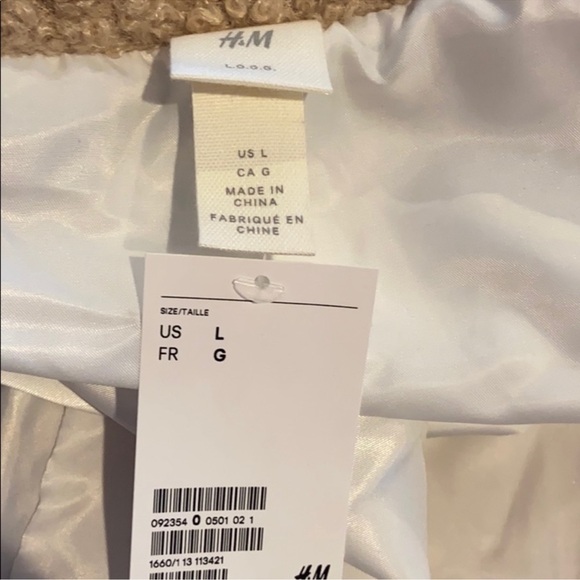 H&M
L.O.G.G.
US L
CA G
MADE IN
CHINA
FABRIQUÉ EN
CHINE
SIZE/TAILLE
US L
FR G
092354 0 0501 02 1
1660/1 13 113421
H&M